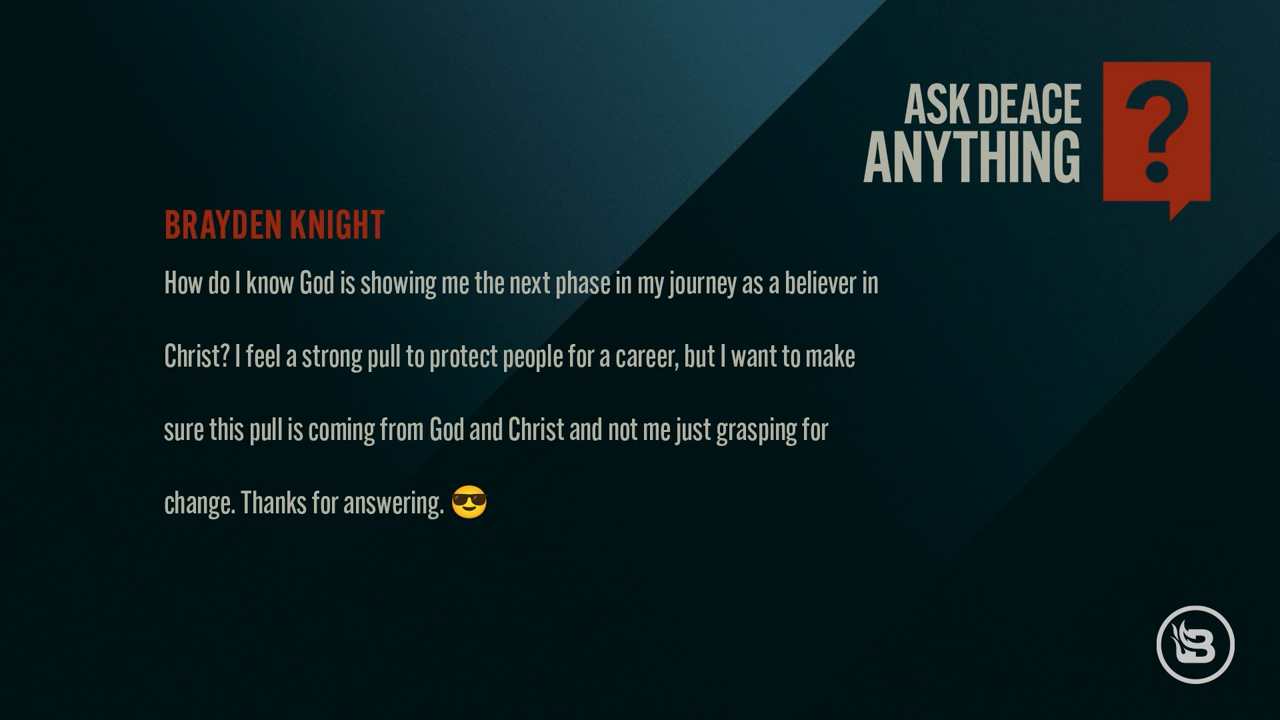 ASK DEACE
ANYTHING
?
BRAYDEN KNIGHT
How do I know God is showing me the next phase in my journey as a believer in
Christ? I feel a strong pull to protect people for a career, but I want to make
sure this pull is coming from God and Christ and not me just grasping for
change. Thanks for answering. 😎
B